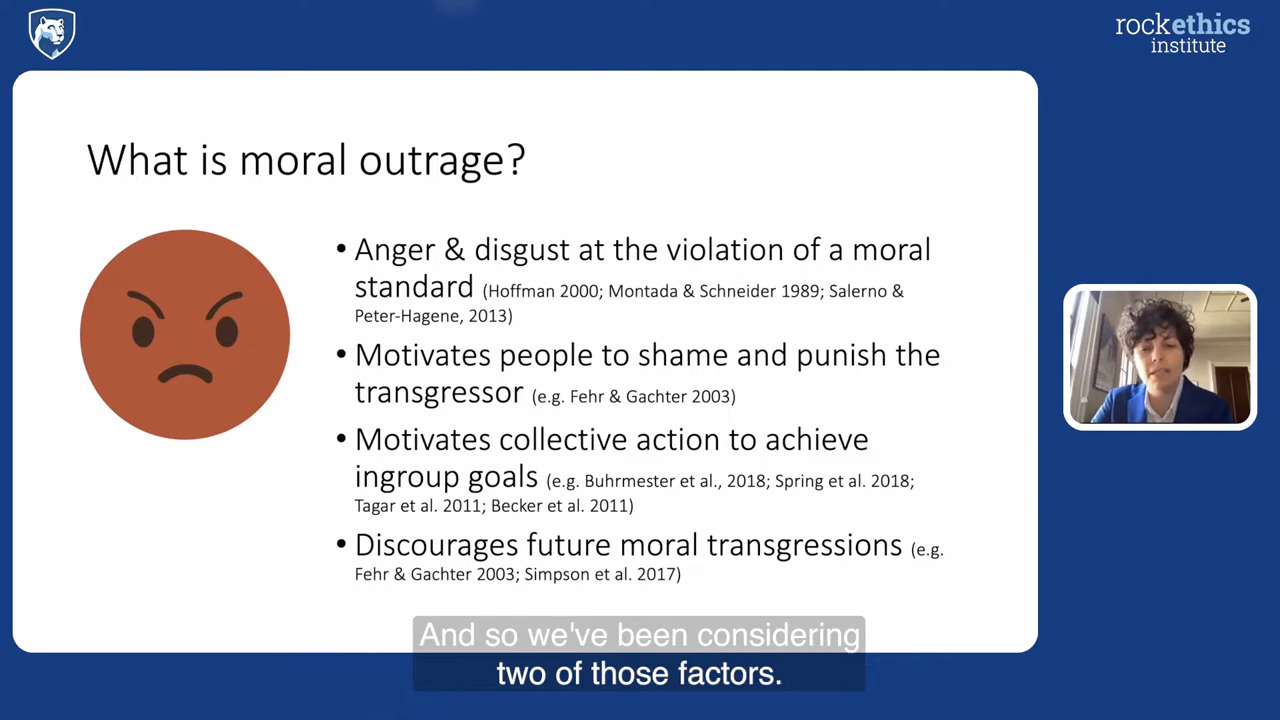 rockethics
institute
What is moral outrage?
• Anger & disgust at the violation of a moral
standard (Hoffman 2000; Montada & Schneider 1989; Salerno &
Peter-Hagene, 2013)
• Motivates people to shame and punish the
transgressor (e.g. Fehr & Gachter 2003)
• Motivates collective action to achieve
ingroup goals (e.g. Buhrmester et al., 2018; Spring et al. 2018;
Tagar et al. 2011; Becker et al. 2011)
• Discourages future moral transgressions (e.g.
Fehr & Gachter 2003; Simpson et al. 2017)
And so we've been considering
two of those factors.